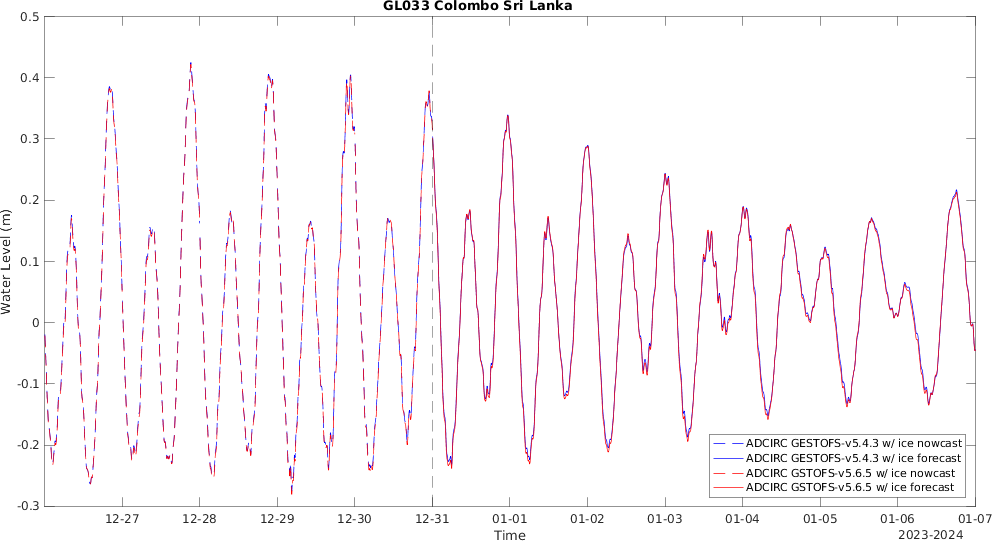 GL033 Colombo Sri Lanka
0.5
0.4
0.3
0.2
0.1
0
-0.1
-0.2
-0.3
Water Level (m)
ADCIRC GESTOFS-v5.4.3 w/ ice nowcast
ADCIRC GESTOFS-v5.4.3 w/ ice forecast
ADCIRC GSTOFS-v5.6.5 w/ ice nowcast
ADCIRC GSTOFS-v5.6.5 w/ ice forecast
12-27 12-28 12-29 12-30 12-31 01-01 01-02 01-03 01-04 01-05 01-06 01-07
Time
2023-2024